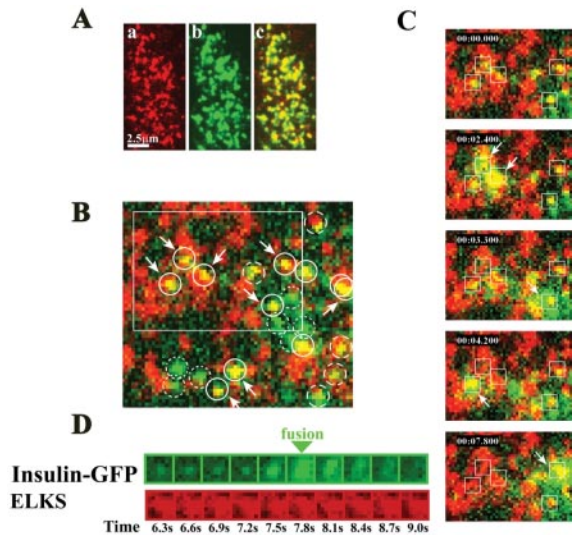 A
a
b
c
2.5μm
B
C
00:00.000
00:02.400
00:03.300
00:04.200
00:07.800
D
fusion
Insulin-GFP
ELKS
Time 6.3s 6.6s 6.9s 7.2s 7.5s 7.8s 8.1s 8.4s 8.7s 9.0s